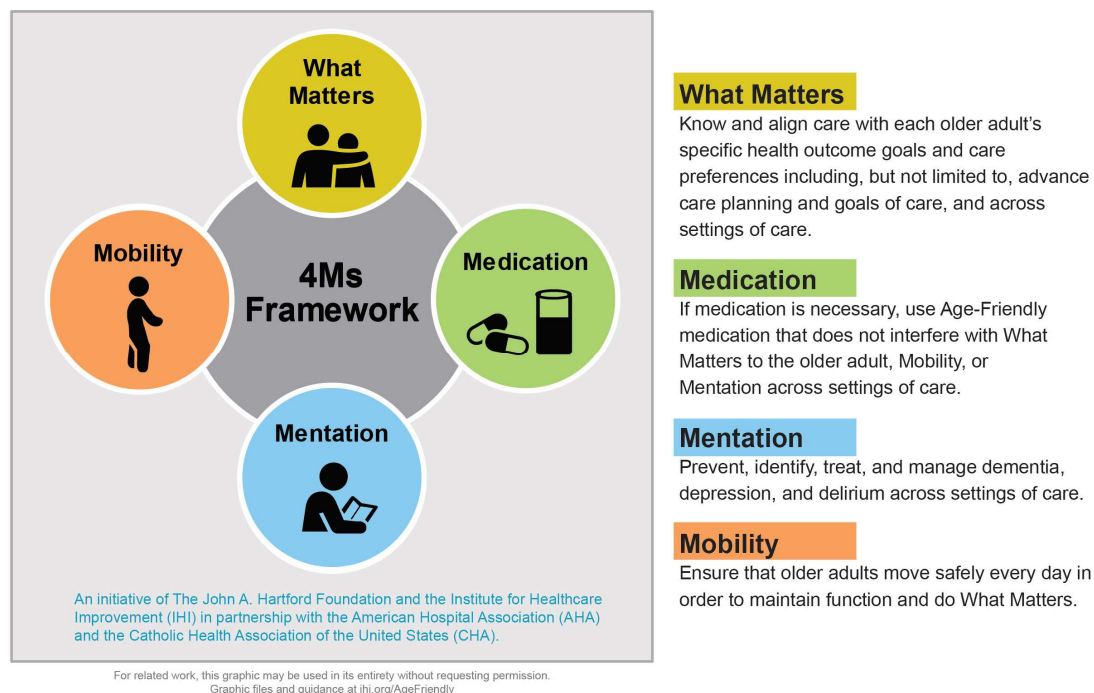 What
Matters
Mobility
4Ms
Framework
Medication
Mentation
An initiative of The John A. Hartford Foundation and the Institute for Healthcare
Improvement (IHI) in partnership with the American Hospital Association (AHA)
and the Catholic Health Association of the United States (CHA).
For related work, this graphic may be used in its entirety without requesting permission.
Graphic files and guidance at ihi.org/AgeFriendly
What Matters
Know and align care with each older adult's
specific health outcome goals and care
preferences including, but not limited to, advance
care planning and goals of care, and across
settings of care.
Medication
If medication is necessary, use Age-Friendly
medication that does not interfere with What
Matters to the older adult, Mobility, or
Mentation across settings of care.
Mentation
Prevent, identify, treat, and manage dementia,
depression, and delirium across settings of care.
Mobility
Ensure that older adults move safely every day in
order to maintain function and do What Matters.